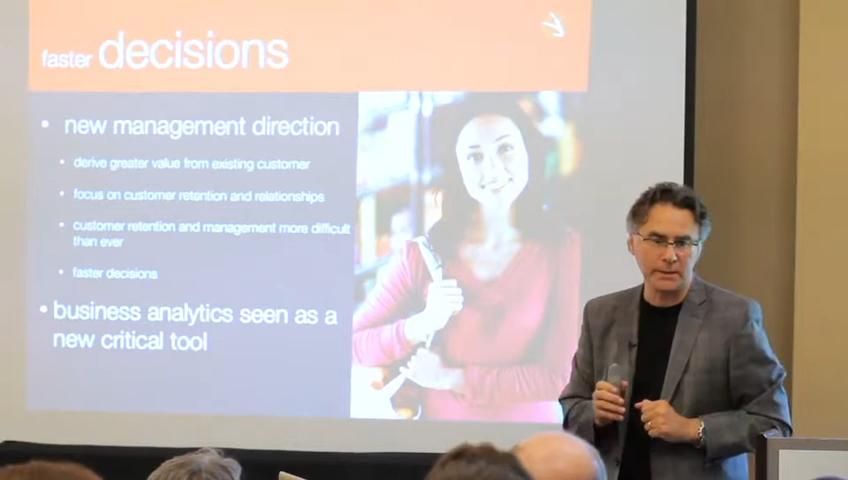 faster decisions
• new management direction
• derive greater value from existing customer
• focus on customer retention and relationships
• customer retention and management more difficult
than ever
• faster decisions
• business analytics seen as a
new critical tool